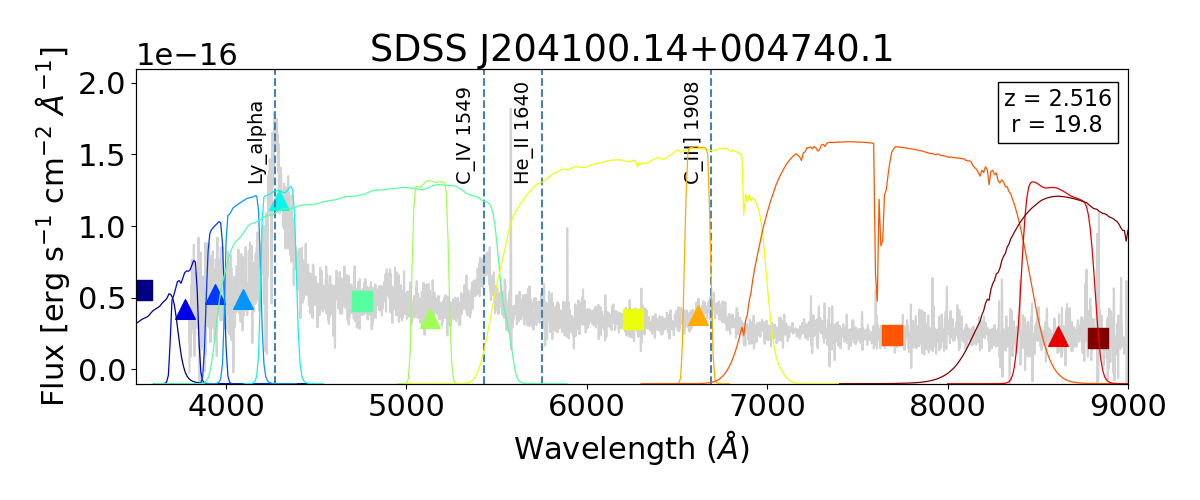 SDSS J204100.14+004740.1
1e−16
Flux [erg s⁻¹ cm⁻² Å⁻¹]
2.0
1.5
1.0
0.5
0.0
Ly_alpha
C_IV 1549
He_II 1640
C_III] 1908
z = 2.516
r = 19.8
4000 5000 6000 7000 8000 9000
Wavelength (Å)